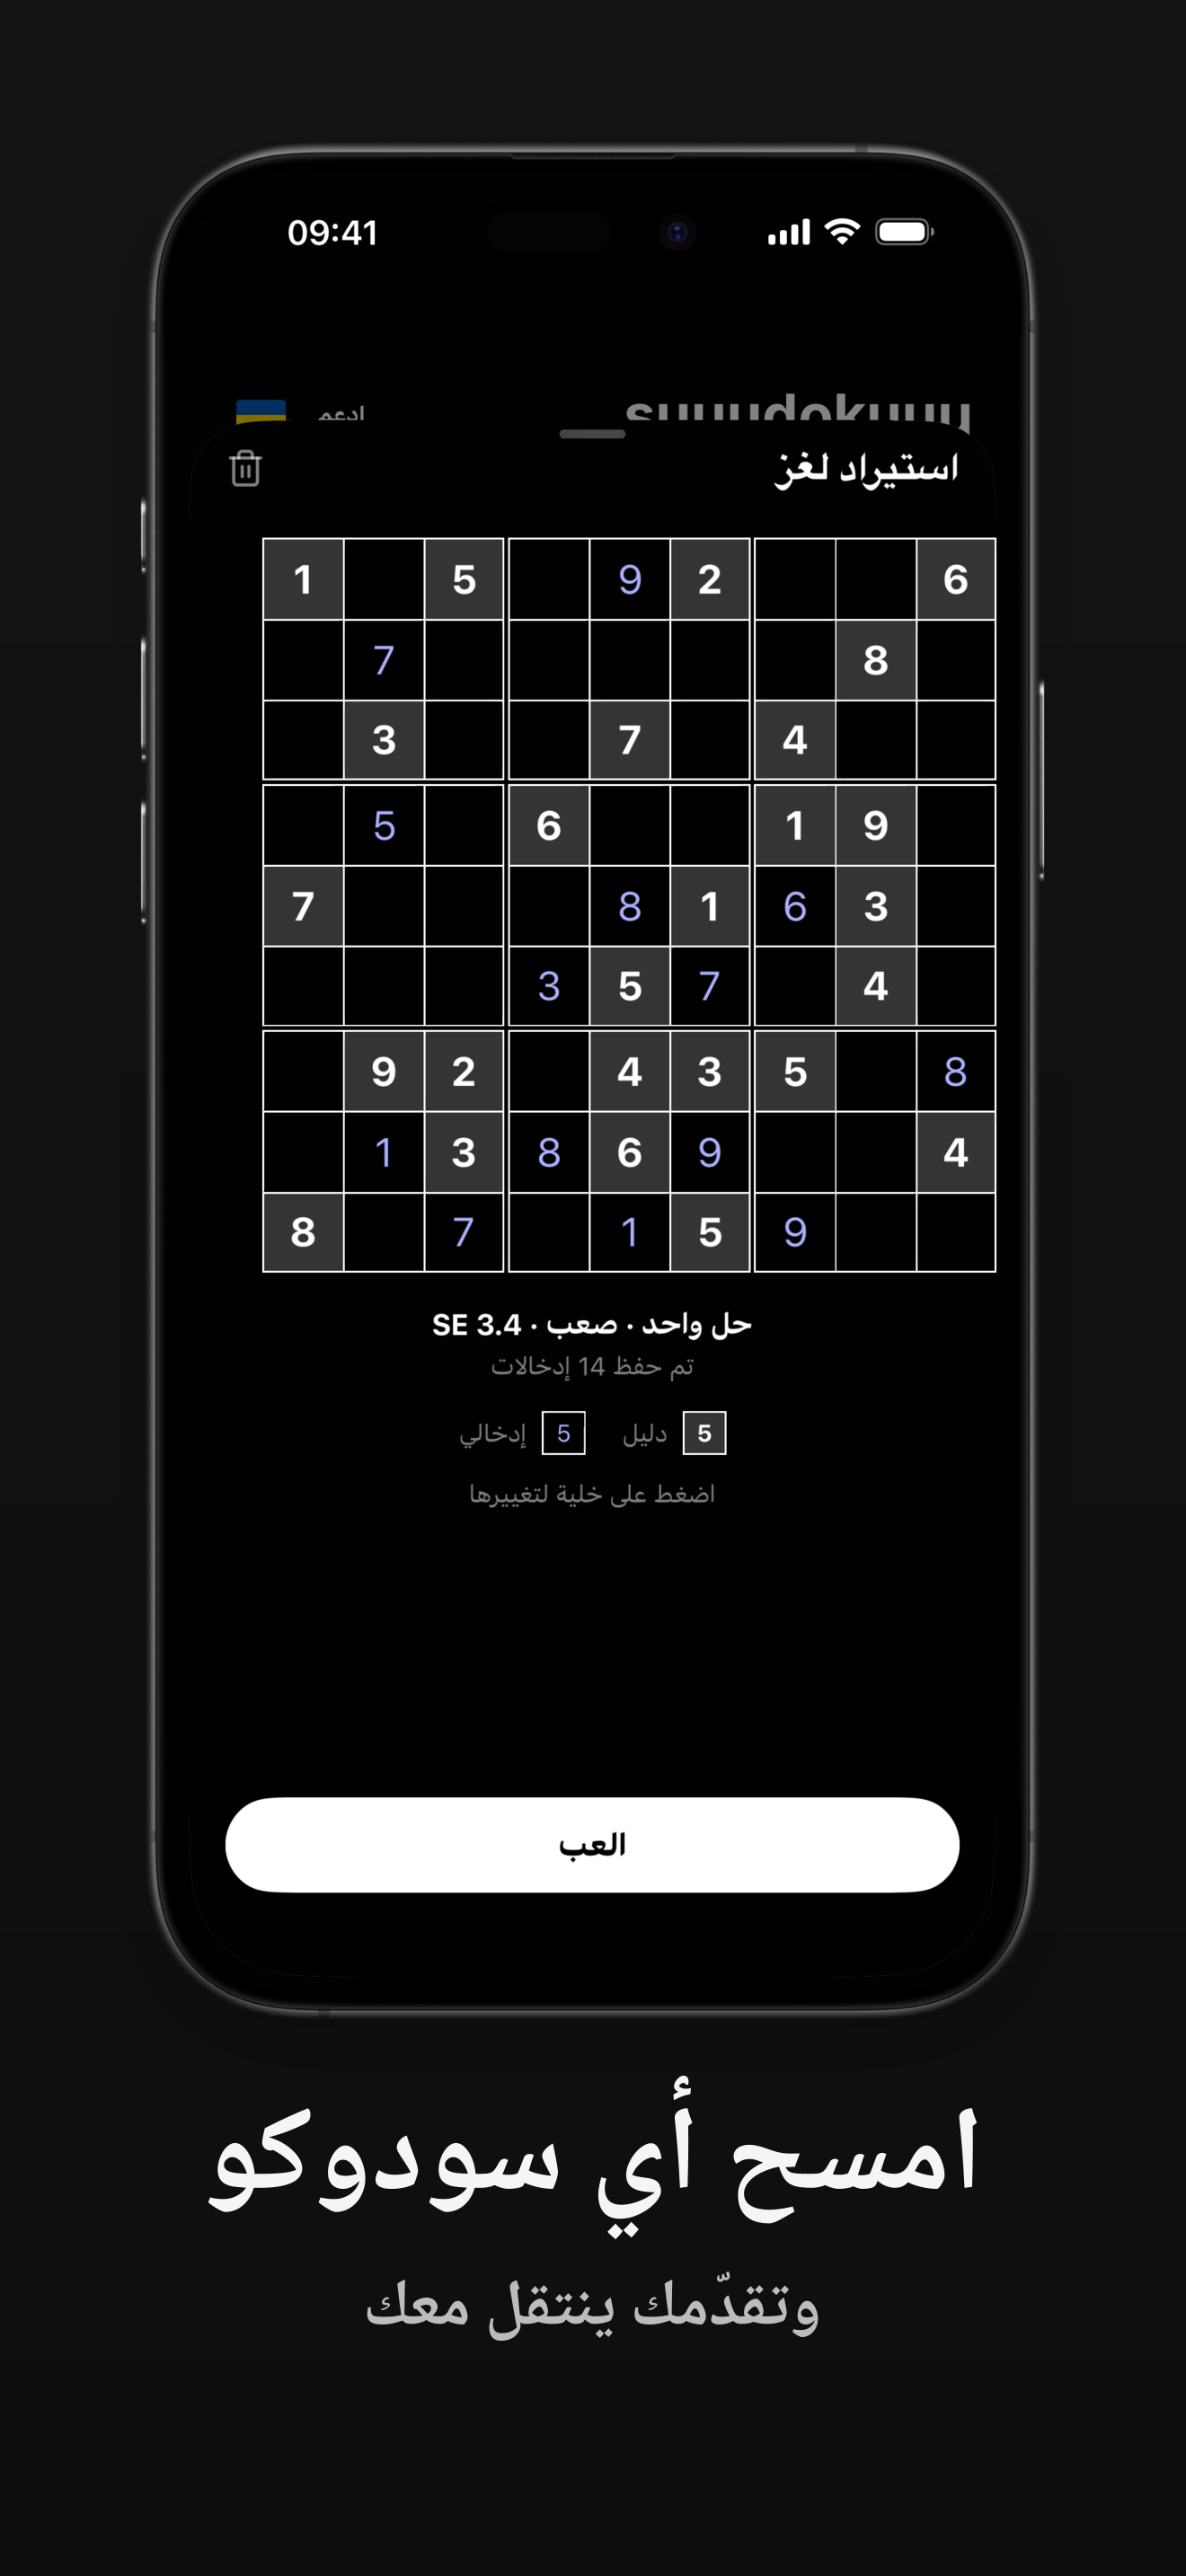 09:41
ادعم
استيراد لغز
1 5 9 2 6
7 8
3 7 4
5 6 1 9
7 8 1 6 3
3 5 7 4
9 2 4 3 5 8
1 3 8 6 9 4
8 7 1 5 9
حل واحد · صعب · SE 3.4
تم حفظ 14 إدخالات
5 دليل 5 إدخالي
اضغط على خلية لتغييرها
العب
امسح أي سودوكو
وتقدّمك ينتقل معك